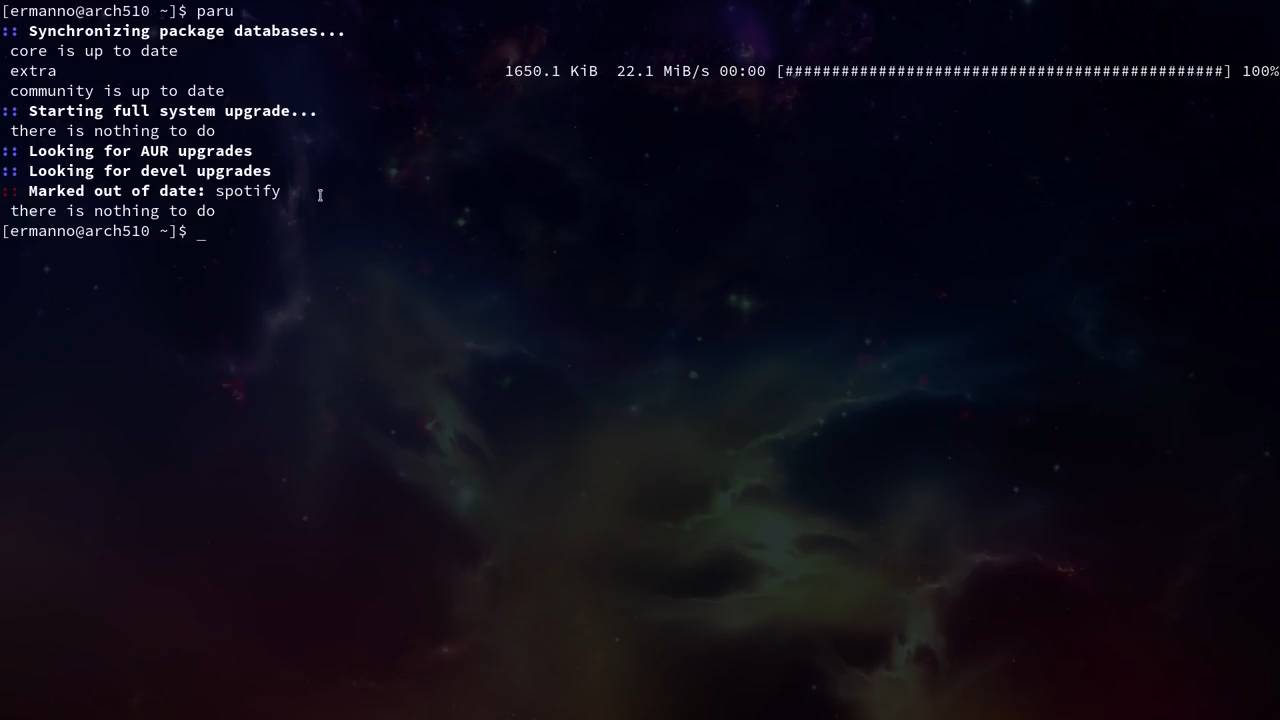 [ermanno@arch510 ~]$ paru
:: Synchronizing package databases...
 core is up to date
 extra 1650.1 KiB 22.1 MiB/s 00:00 [###############################################] 100%
 community is up to date
:: Starting full system upgrade...
 there is nothing to do
:: Looking for AUR upgrades
:: Looking for devel upgrades
:: Marked out of date: spotify
 there is nothing to do
[ermanno@arch510 ~]$ _